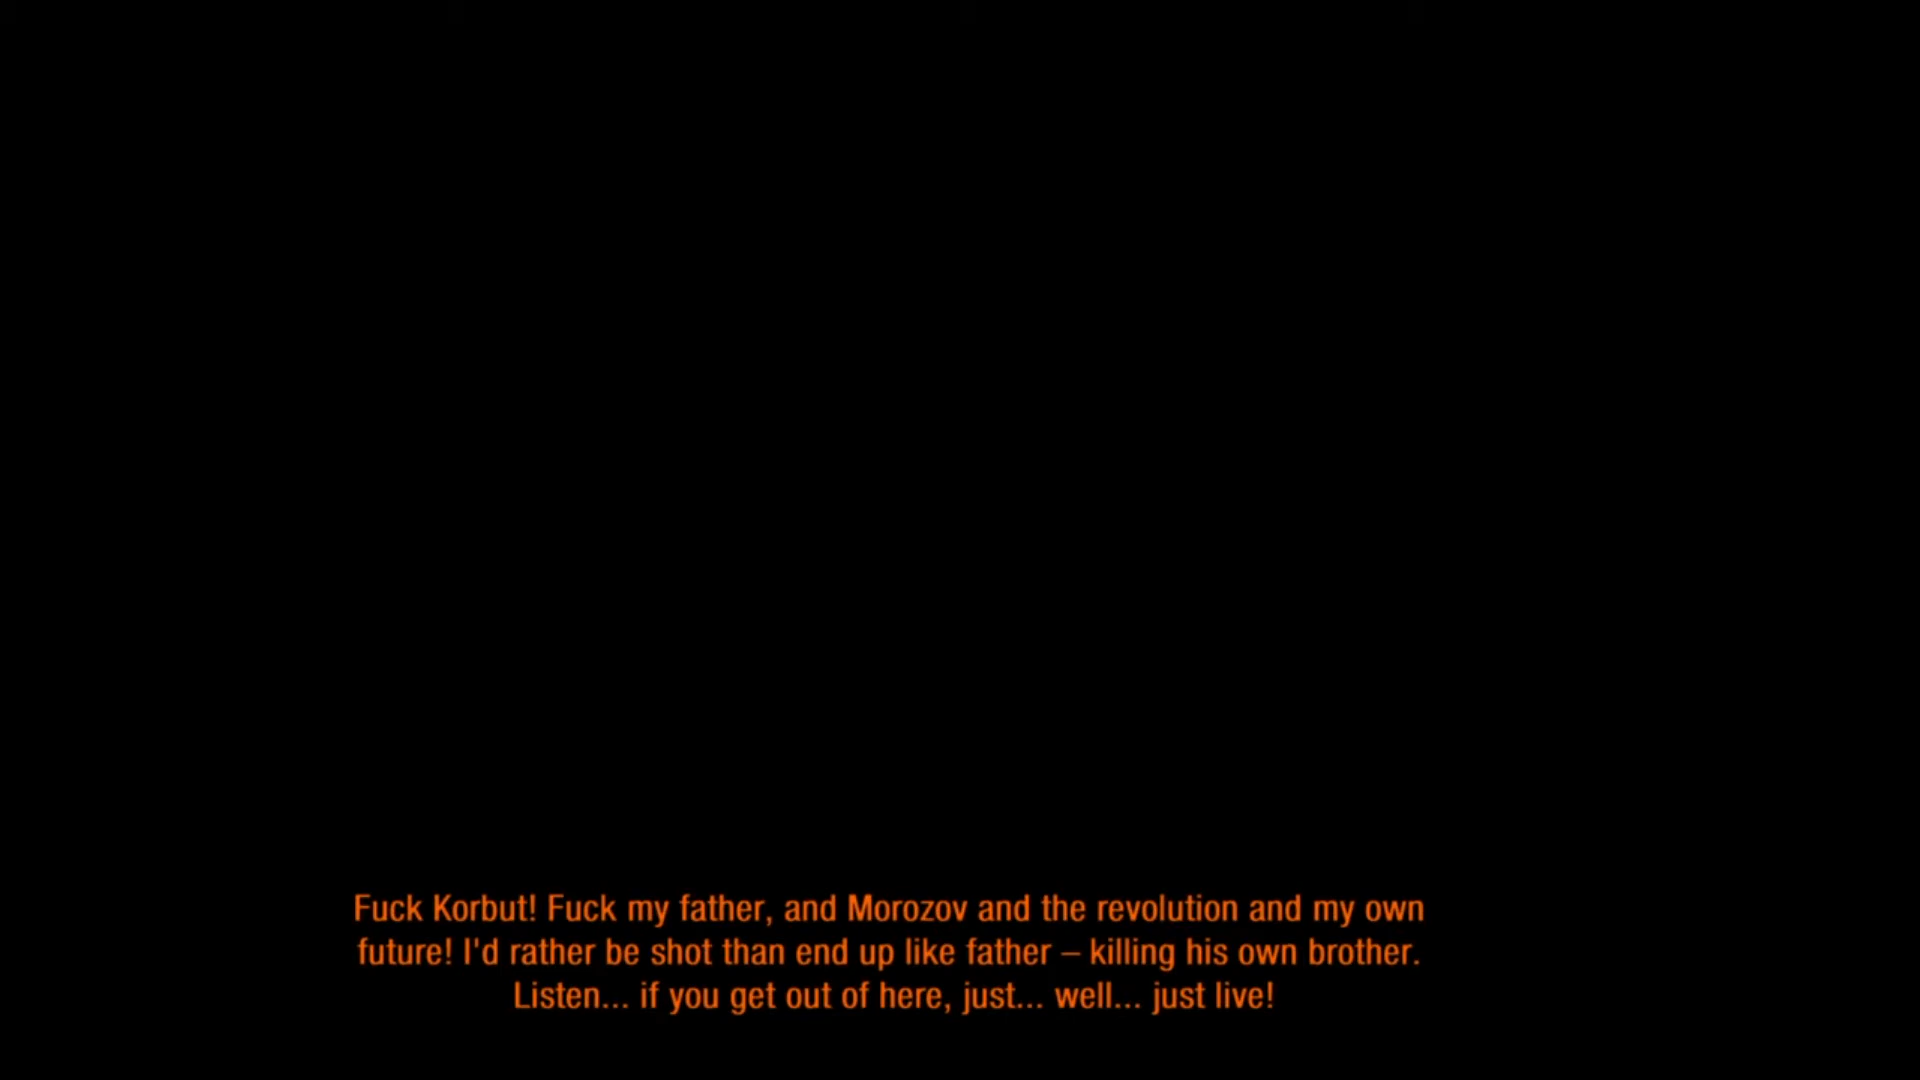 Fuck Korbut! Fuck my father, and Morozov and the revolution and my own
future! I'd rather be shot than end up like father – killing his own brother.
Listen... if you get out of here, just... well... just live!